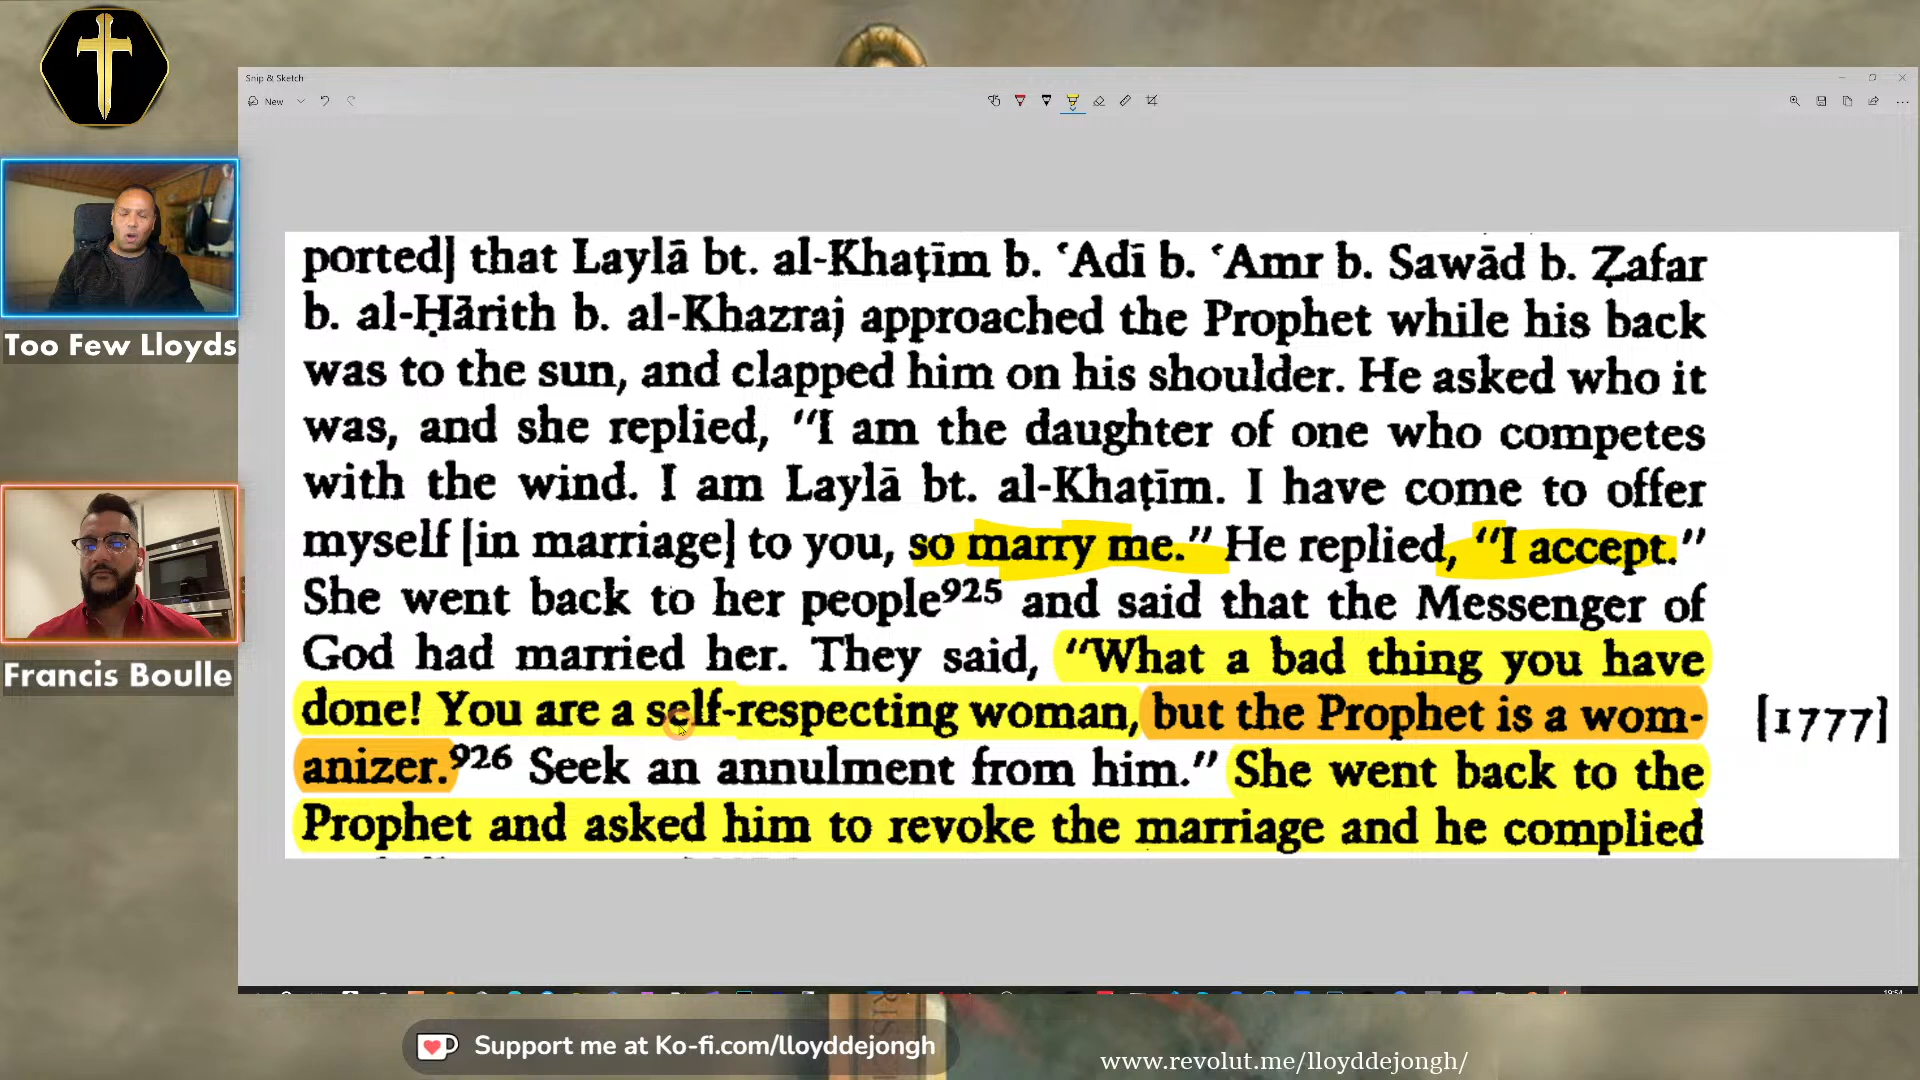 Snip & Sketch
New
Too Few Lloyds
Francis Boulle
ported] that Laylā bt. al-Khaṭīm b. ʿAdī b. ʿAmr b. Sawād b. Ẓafar
b. al-Ḥārith b. al-Khazraj approached the Prophet while his back
was to the sun, and clapped him on his shoulder. He asked who it
was, and she replied, “I am the daughter of one who competes
with the wind. I am Laylā bt. al-Khaṭīm. I have come to offer
myself [in marriage] to you, so marry me.” He replied, “I accept.”
She went back to her people⁹²⁵ and said that the Messenger of
God had married her. They said, “What a bad thing you have
done! You are a self-respecting woman, but the Prophet is a wom-
anizer.⁹²⁶ Seek an annulment from him.” She went back to the
Prophet and asked him to revoke the marriage and he complied
[1777]
Support me at Ko-fi.com/lloyddejongh
www.revolut.me/lloyddejongh/